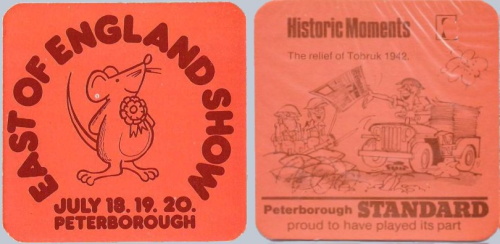 EAST OF ENGLAND SHOW
JULY 18. 19. 20.
PETERBOROUGH
Historic Moments
The relief of Tobruk 1942.
Peterborough STANDARD
proud to have played its part